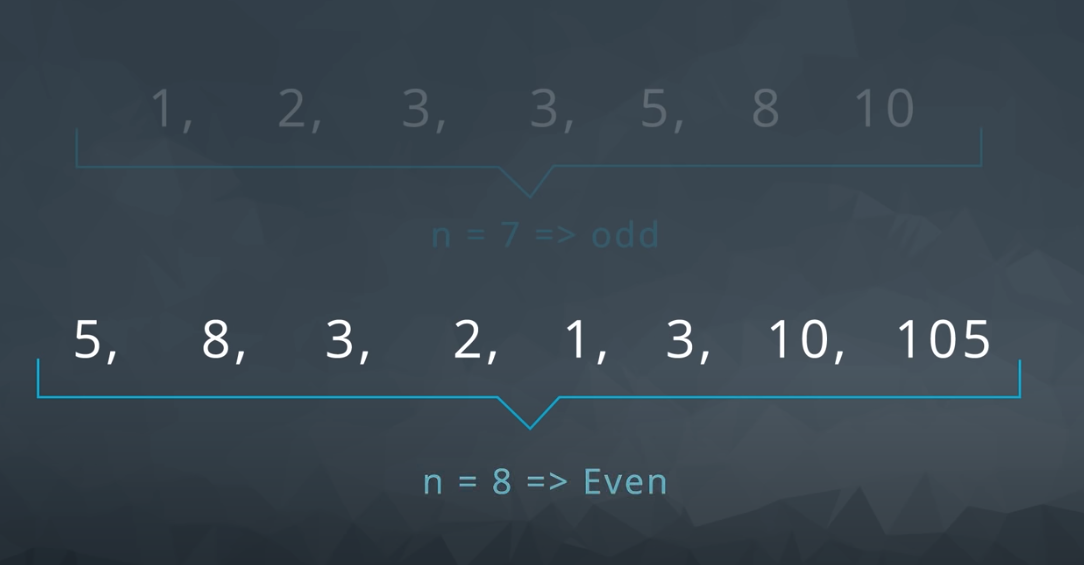 1, 2, 3, 3, 5, 8 10
n = 7 => odd
5, 8, 3, 2, 1, 3, 10, 105
n = 8 => Even